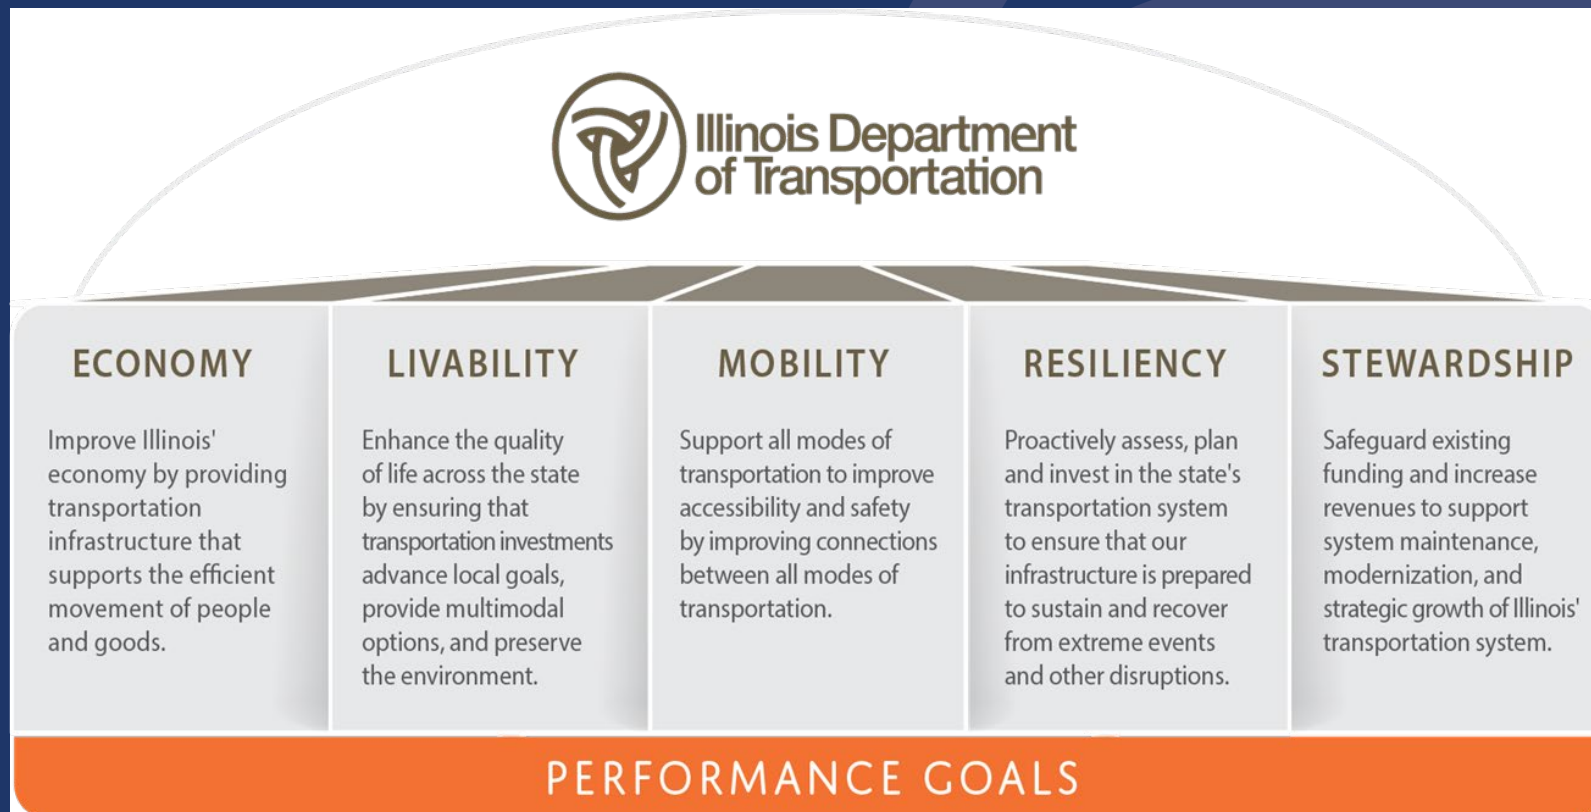 Illinois Department
of Transportation
ECONOMY
Improve Illinois'
economy by providing
transportation
infrastructure that
supports the efficient
movement of people
and goods.
LIVABILITY
Enhance the quality
of life across the state
by ensuring that
transportation investments
advance local goals,
provide multimodal
options, and preserve
the environment.
MOBILITY
Support all modes of
transportation to improve
accessibility and safety
by improving connections
between all modes of
transportation.
RESILIENCY
Proactively assess, plan
and invest in the state's
transportation system
to ensure that our
infrastructure is prepared
to sustain and recover
from extreme events
and other disruptions.
STEWARDSHIP
Safeguard existing
funding and increase
revenues to support
system maintenance,
modernization, and
strategic growth of Illinois'
transportation system.
PERFORMANCE GOALS